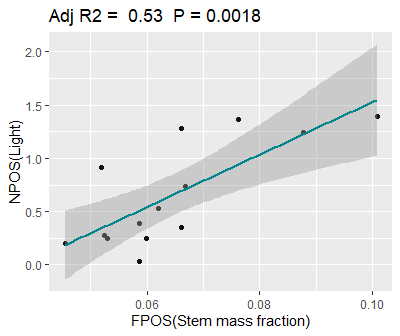 Adj R2 =  0.53  P = 0.0018
NPOS(Light)
2.0
1.5
1.0
0.5
0.0
0.06 0.08 0.10
FPOS(Stem mass fraction)